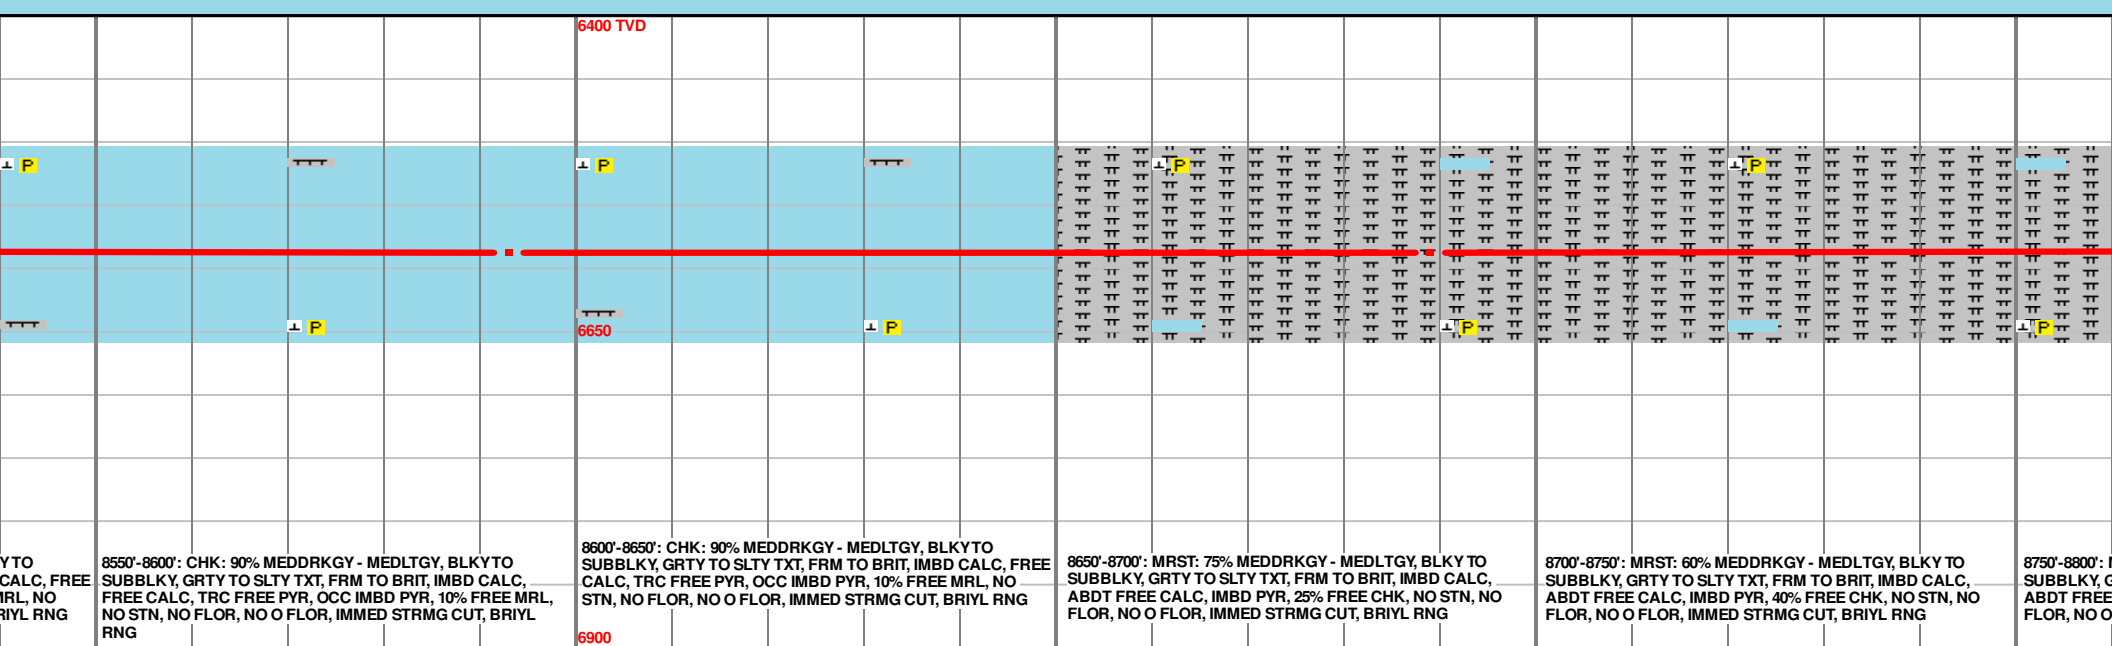 6400 TVD
P
P
P
P
6650
P
P
P
P
6900
Y TO
CALC, FREE
MRL, NO
RIYL RNG
8550'-8600': CHK: 90% MEDDRKGY - MEDLTGY, BLKY TO
SUBBLKY, GRTY TO SLTY TXT, FRM TO BRIT, IMBD CALC,
FREE CALC, TRC FREE PYR, OCC IMBD PYR, 10% FREE MRL,
NO STN, NO FLOR, NO O FLOR, IMMED STRMG CUT, BRIYL
RNG
8600'-8650': CHK: 90% MEDDRKGY - MEDLTGY, BLKY TO
SUBBLKY, GRTY TO SLTY TXT, FRM TO BRIT, IMBD CALC, FREE
CALC, TRC FREE PYR, OCC IMBD PYR, 10% FREE MRL, NO
STN, NO FLOR, NO O FLOR, IMMED STRMG CUT, BRIYL RNG
8650'-8700': MRST: 75% MEDDRKGY - MEDLTGY, BLKY TO
SUBBLKY, GRTY TO SLTY TXT, FRM TO BRIT, IMBD CALC,
ABDT FREE CALC, IMBD PYR, 25% FREE CHK, NO STN, NO
FLOR, NO O FLOR, IMMED STRMG CUT, BRIYL RNG
8700'-8750': MRST: 60% MEDDRKGY - MEDLTGY, BLKY TO
SUBBLKY, GRTY TO SLTY TXT, FRM TO BRIT, IMBD CALC,
ABDT FREE CALC, IMBD PYR, 40% FREE CHK, NO STN, NO
FLOR, NO O FLOR, IMMED STRMG CUT, BRIYL RNG
8750'-8800':
SUBBLKY,
ABDT FREE
FLOR, NO O